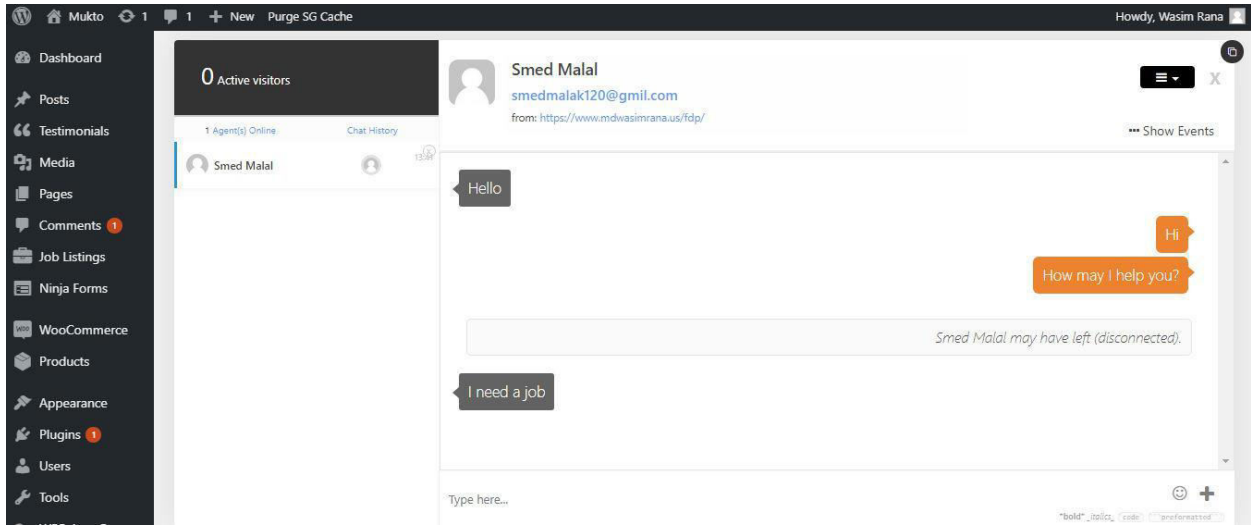 Mukto 1 1 + New Purge SG Cache Howdy, Wasim Rana
Dashboard
Posts
Testimonials
Media
Pages
Comments 1
Job Listings
Ninja Forms
WooCommerce
Products
Appearance
Plugins 1
Users
Tools
0 Active visitors
1 Agent(s) Online Chat History
Smed Malal
Smed Malal
smedmalak120@gmil.com
from: https://www.mdwasimrana.us/fdp/
X
••• Show Events
Hello
Hi
How may I help you?
Smed Malal may have left (disconnected).
I need a job
Type here...
*bold* _italics_ code preformatted